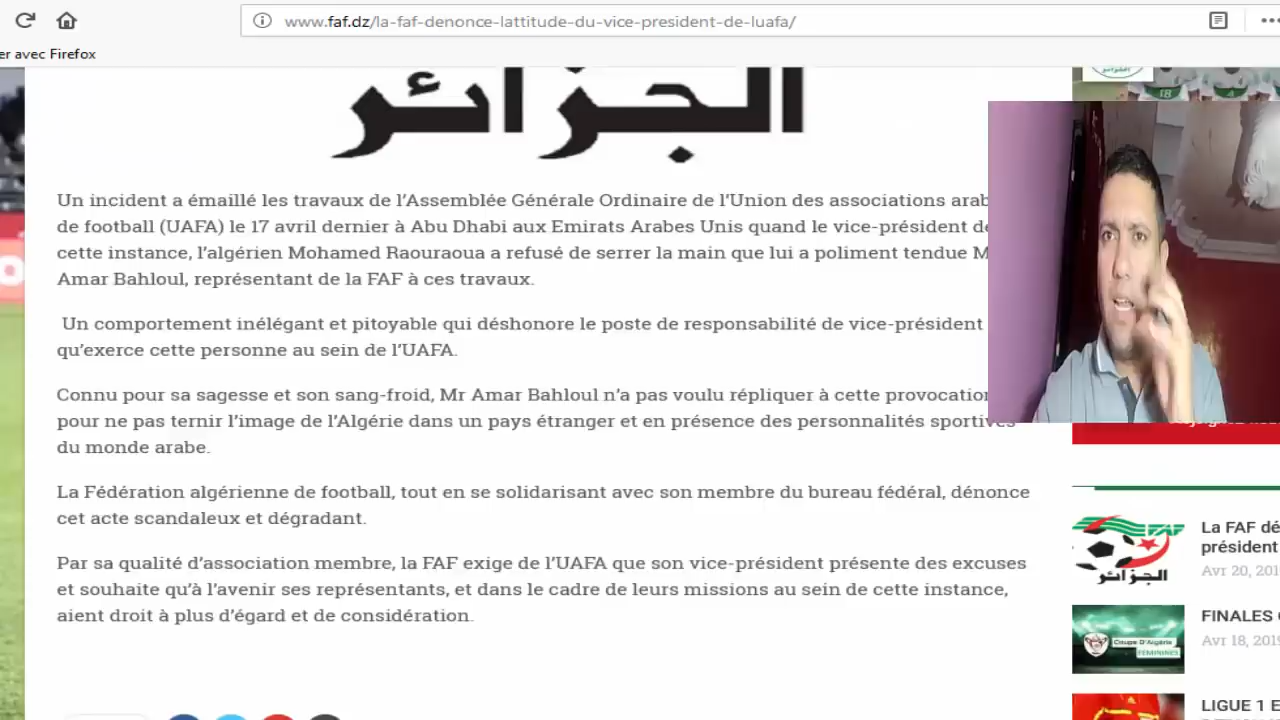 www.faf.dz/la-faf-denonce-lattitude-du-vice-president-de-luafa/
er avec Firefox
الجزائر
Un incident a émaillé les travaux de l'Assemblée Générale Ordinaire de l'Union des associations arab
de football (UAFA) le 17 avril dernier à Abu Dhabi aux Emirats Arabes Unis quand le vice-président de
cette instance, l'algérien Mohamed Raouraoua a refusé de serrer la main que lui a poliment tendue M
Amar Bahloul, représentant de la FAF à ces travaux.
Un comportement inélégant et pitoyable qui déshonore le poste de responsabilité de vice-président
qu'exerce cette personne au sein de l'UAFA.
Connu pour sa sagesse et son sang-froid, Mr Amar Bahloul n'a pas voulu répliquer à cette provocation
pour ne pas ternir l'image de l'Algérie dans un pays étranger et en présence des personnalités sportives
du monde arabe.
La Fédération algérienne de football, tout en se solidarisant avec son membre du bureau fédéral, dénonce
cet acte scandaleux et dégradant.
Par sa qualité d'association membre, la FAF exige de l'UAFA que son vice-président présente des excuses
et souhaite qu'à l'avenir ses représentants, et dans le cadre de leurs missions au sein de cette instance,
aient droit à plus d'égard et de considération.
FAF
الجزائر
La FAF dé
président
Avr 20, 201
Coupe D'Algérie
FEMININES
FINALES
Avr 18, 2019
LIGUE 1 E